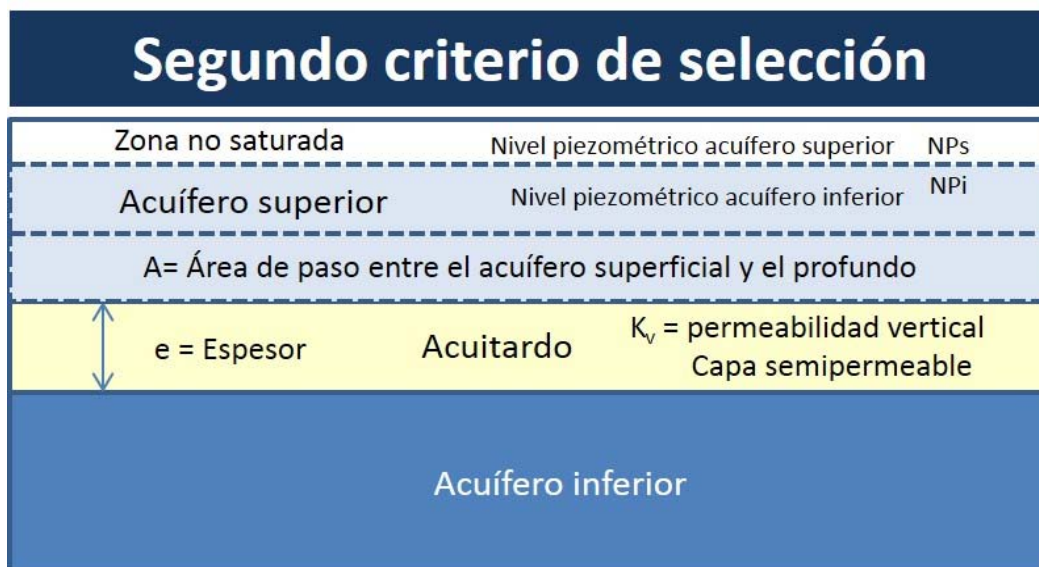 Segundo criterio de selección
Zona no saturada
Nivel piezométrico acuífero superior NPs
Acuífero superior
Nivel piezométrico acuífero inferior NPi
A= Área de paso entre el acuífero superficial y el profundo
e = Espesor
Acuitardo
Kv = permeabilidad vertical
Capa semipermeable
Acuífero inferior